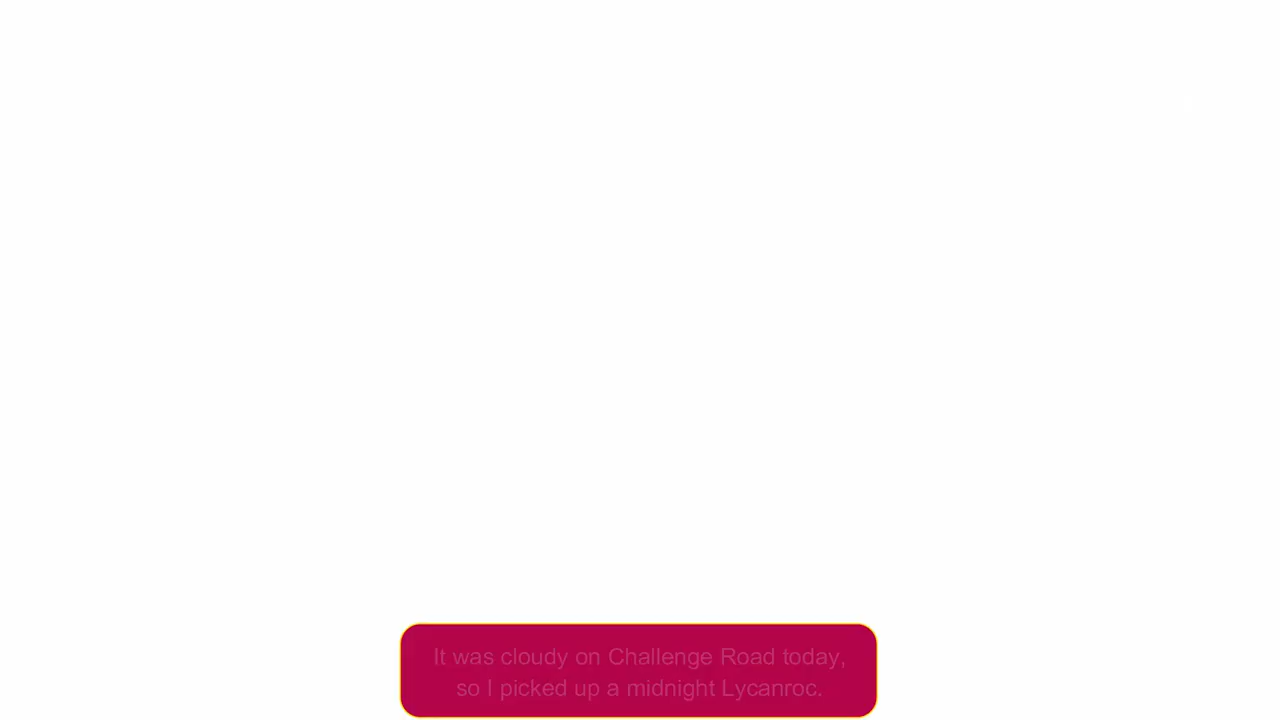 It was cloudy on Challenge Road today,
so I picked up a midnight Lycanroc.